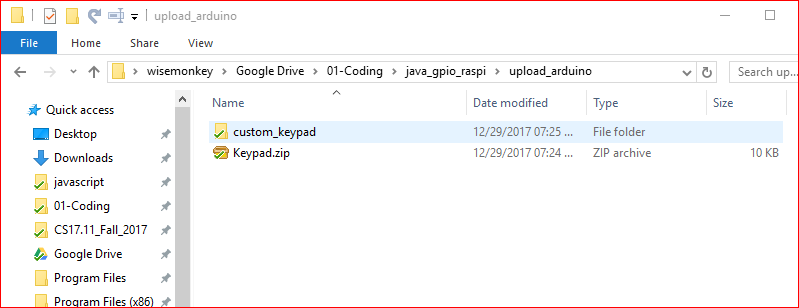 upload_arduino
File Home Share View
wisemonkey Google Drive 01-Coding java_gpio_raspi upload_arduino Search up...
Quick access
Desktop
Downloads
javascript
01-Coding
CS17.11_Fall_2017
Google Drive
Program Files
Program Files (x86)
Name Date modified Type Size
custom_keypad 12/29/2017 07:25 ... File folder
Keypad.zip 12/29/2017 07:24 ... ZIP archive 10 KB